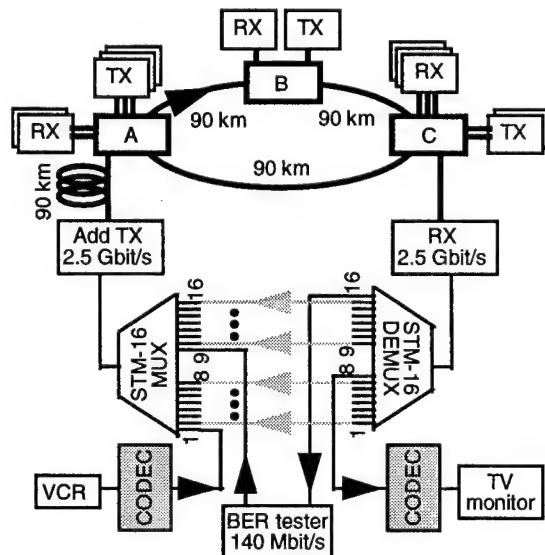 RX
TX
TX
RX
B
RX
A
90 km
90 km
C
TX
90 km
90 km
Add TX
2.5 Gbit/s
RX
2.5 Gbit/s
STM-16
MUX
16
9
8
1
16
9
8
1
STM-16
DEMUX
VCR
CODEC
BER tester
140 Mbit/s
CODEC
TV
monitor